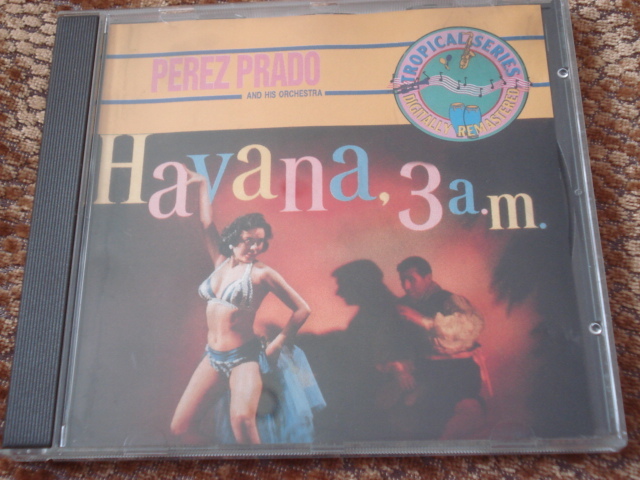 PEREZ PRADO
AND HIS ORCHESTRA
TROPICAL SERIES
DIGITALLY REMASTERED
Havana, 3 a.m.